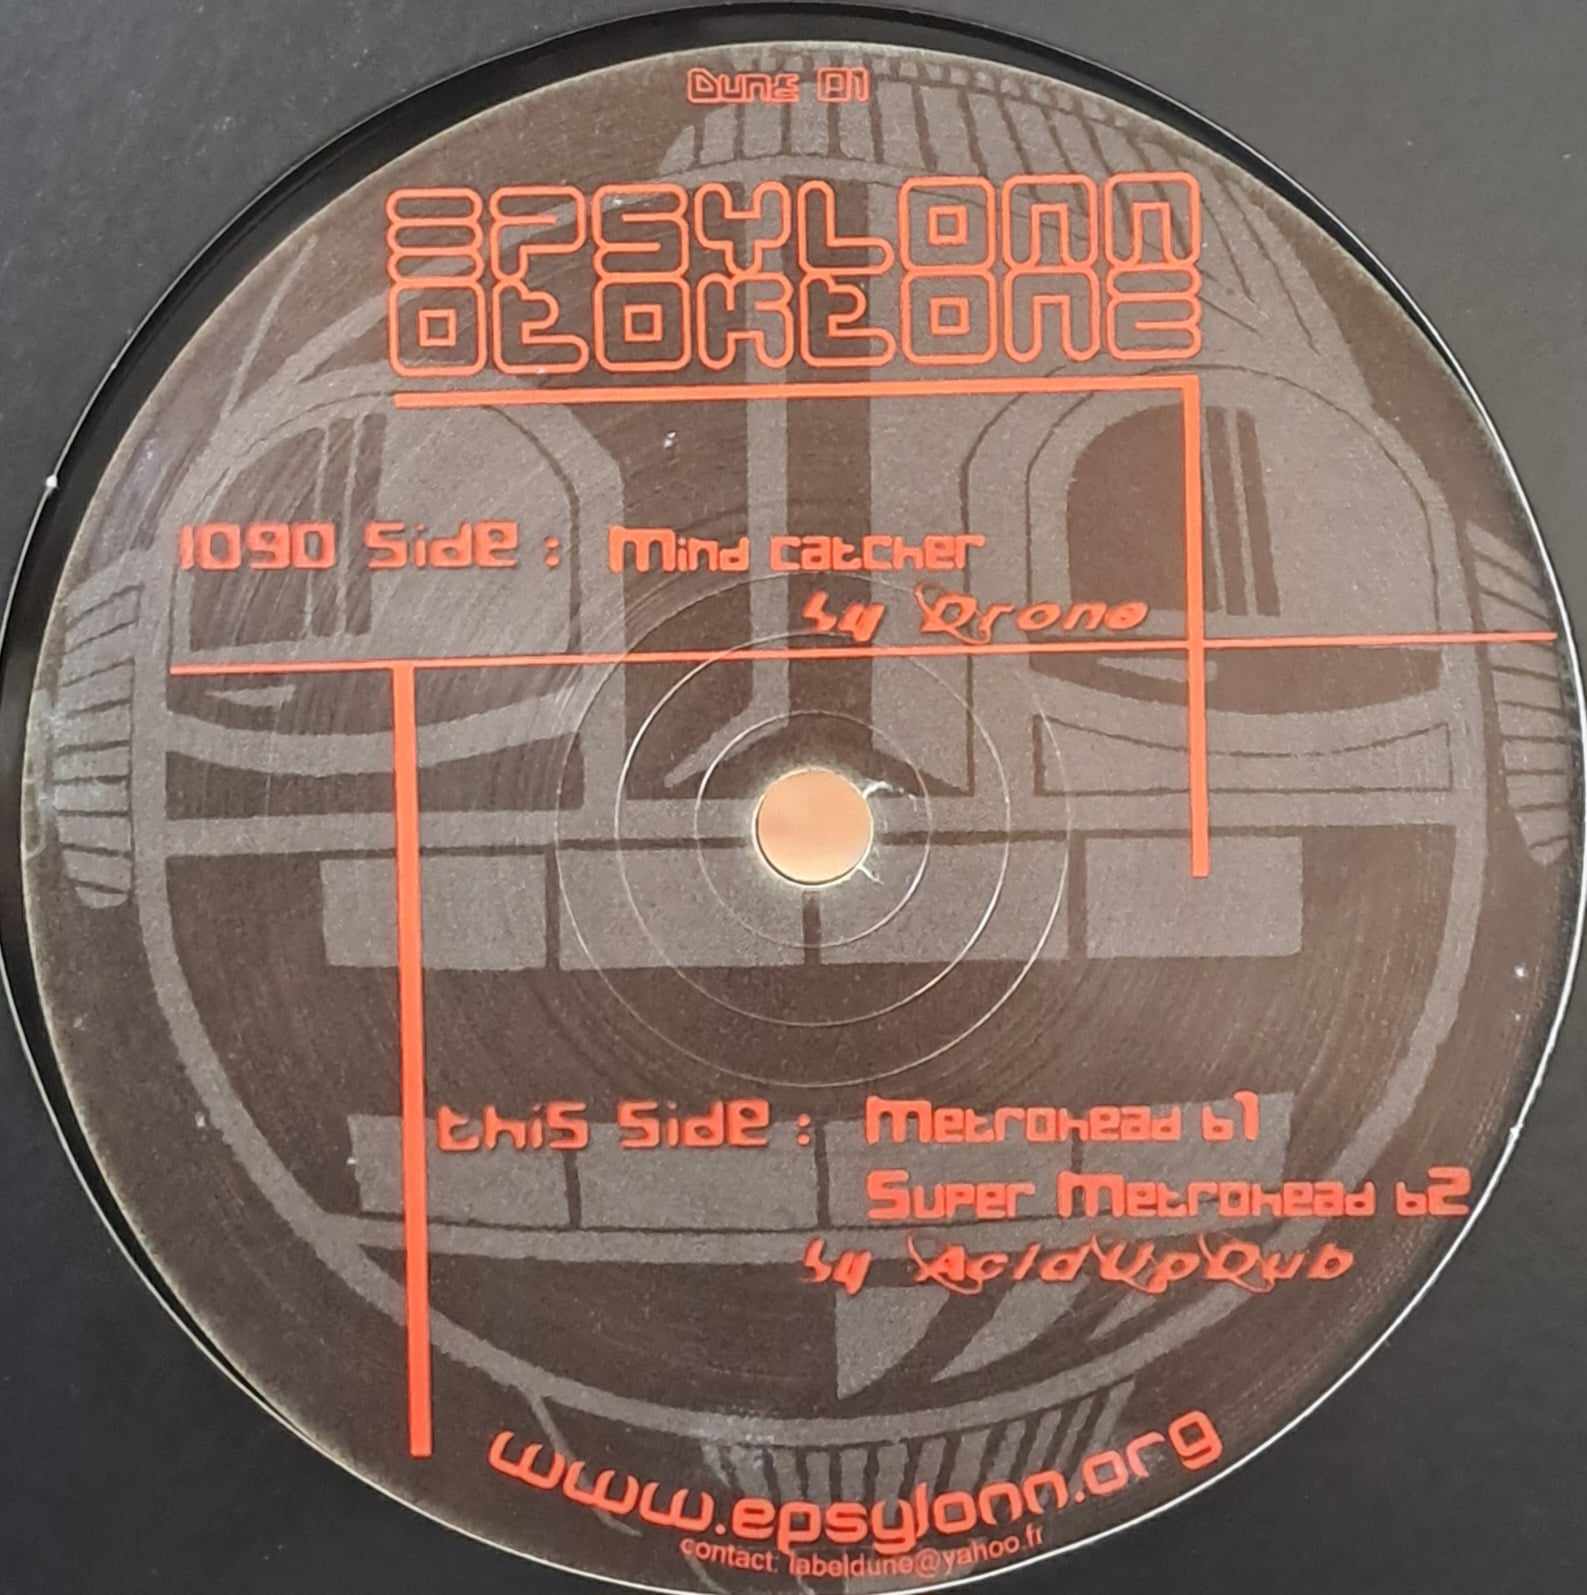 Dune 01
EPSYLONN
OTOKTONE
1090 Side : Mind catcher
by Drone
this Side : Metrohead b1
Super Metrohead b2
by AcidUpDub
www.epsylonn.org
contact: labeldune@yahoo.fr